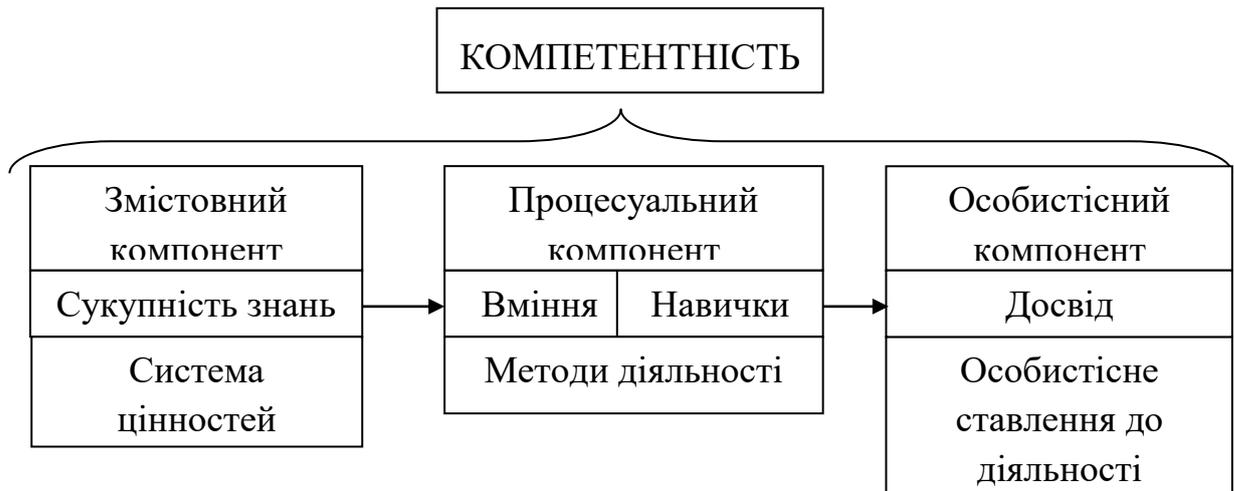 КОМПЕТЕНТНІСТЬ
Змістовний
компонент
Сукупність знань
Система
цінностей
Процесуальний
компонент
Вміння
Навички
Методи діяльності
Особистісний
компонент
Досвід
Особистісне
ставлення до
діяльності